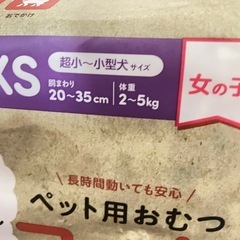 おでかけ
XS
超小〜小型犬サイズ
胴まわり 体重
20〜35cm 2〜5kg
女の子
長時間動いても安心
ペット用おむつ